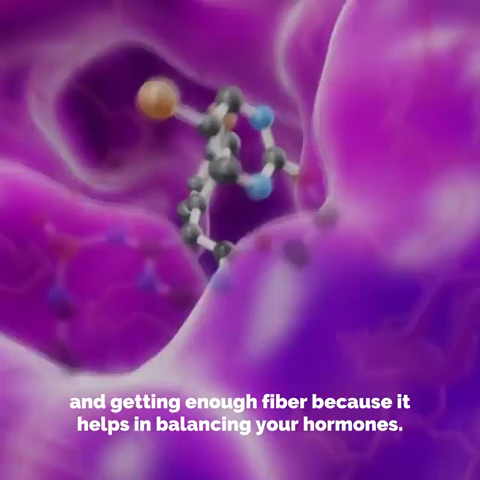 and getting enough fiber because it
helps in balancing your hormones.